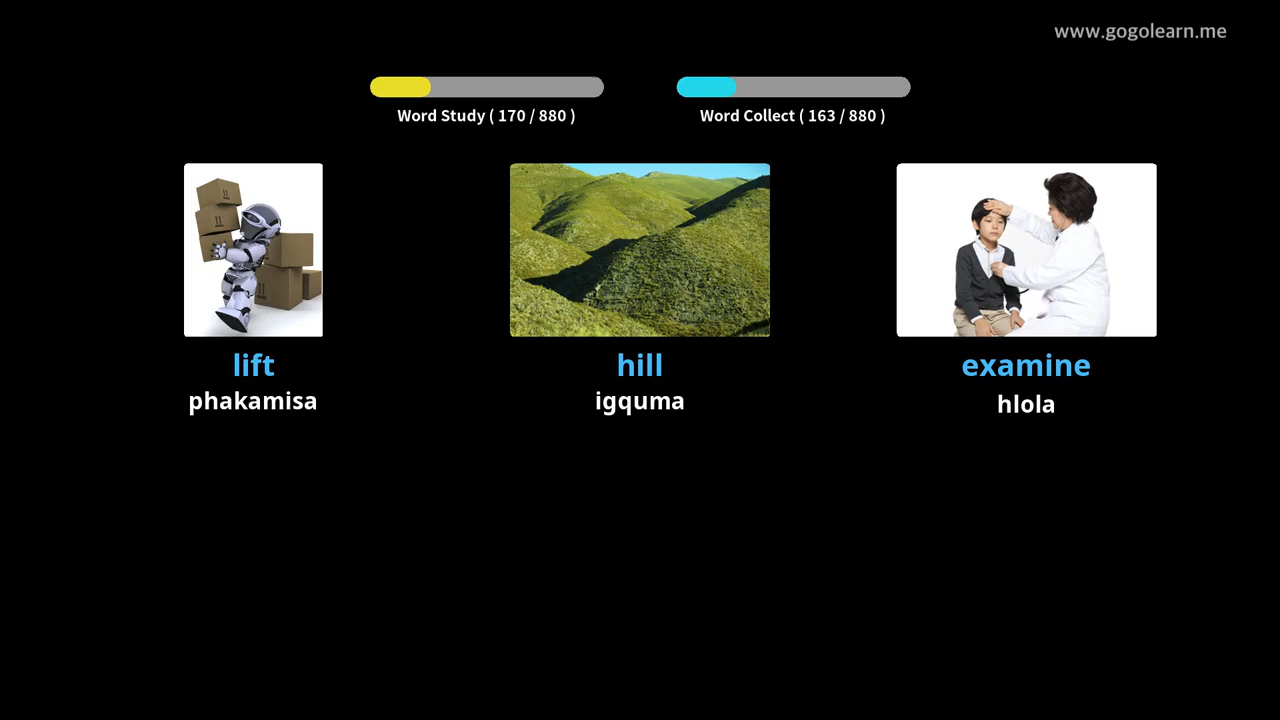 www.gogolearn.me
Word Study ( 170 / 880 )
Word Collect ( 163 / 880 )
lift
phakamisa
hill
igquma
examine
hlola